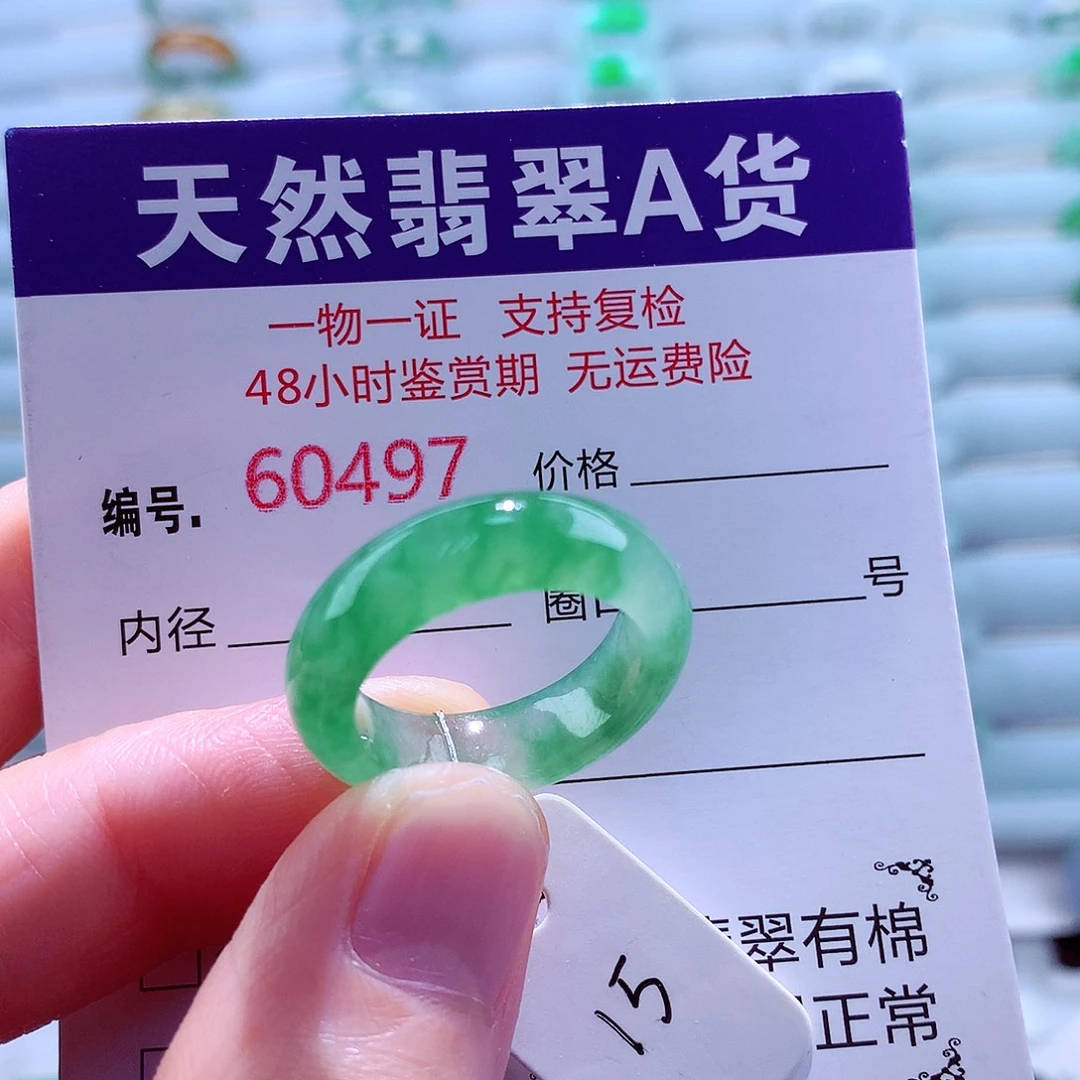 天然翡翠A货
一物一证 支持复检
48小时鉴赏期 无运费险
编号. 60497 价格
内径 圈口 号
翠有棉
正常
15